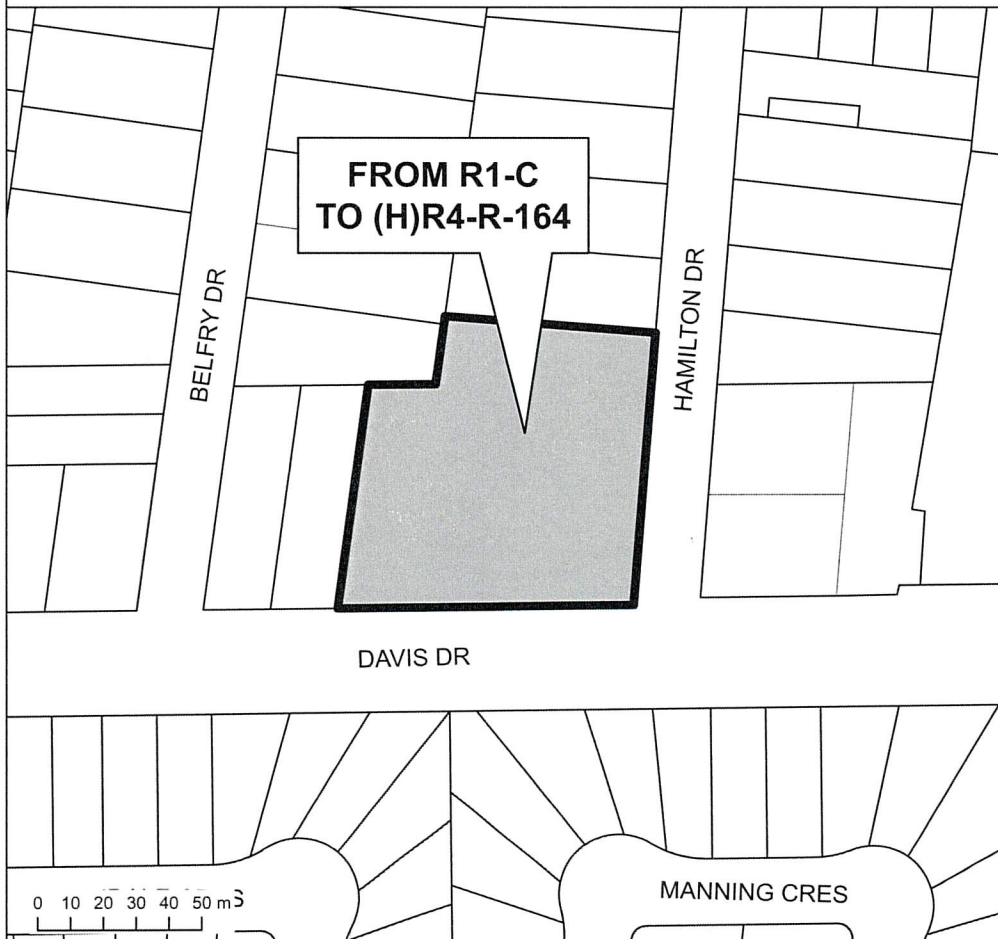 FROM R1-C
TO (H)R4-R-164
BELFRY DR
HAMILTON DR
DAVIS DR
MANNING CRES
0 10 20 30 40 50 m